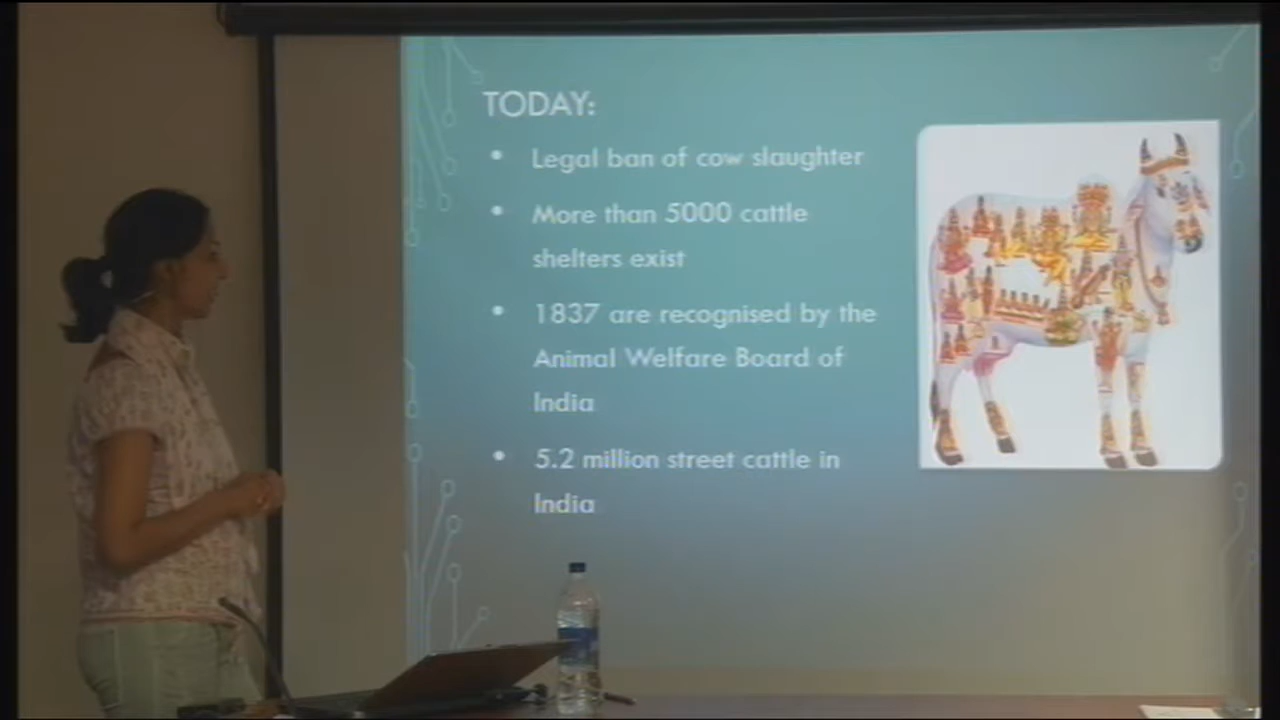 TODAY:
• Legal ban of cow slaughter
• More than 5000 cattle
shelters exist
• 1837 are recognised by the
Animal Welfare Board of
India
• 5.2 million street cattle in
India